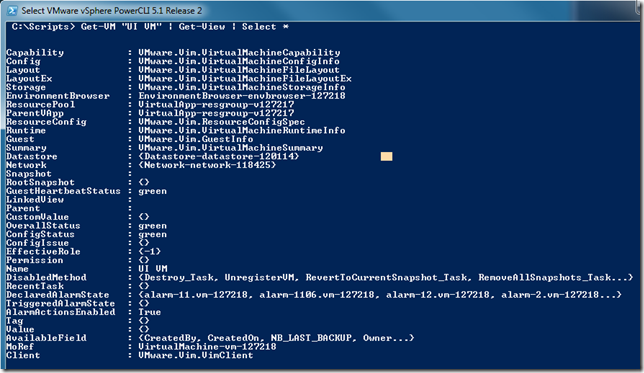 Select VMware vSphere PowerCLI 5.1 Release 2
C:\Scripts> Get-VM "UI VM" | Get-View | Select *
Capability : VMware.Vim.VirtualMachineCapability
Config : VMware.Vim.VirtualMachineConfigInfo
Layout : VMware.Vim.VirtualMachineFileLayout
LayoutEx : VMware.Vim.VirtualMachineFileLayoutEx
Storage : VMware.Vim.VirtualMachineStorageInfo
EnvironmentBrowser : EnvironmentBrowser-envbrowser-127218
ResourcePool : VirtualApp-resgroup-v127217
ParentVApp : VirtualApp-resgroup-v127217
ResourceConfig : VMware.Vim.ResourceConfigSpec
Runtime : VMware.Vim.VirtualMachineRuntimeInfo
Guest : VMware.Vim.GuestInfo
Summary : VMware.Vim.VirtualMachineSummary
Datastore : {Datastore-datastore-120114}
Network : {Network-network-118425}
Snapshot :
RootSnapshot : {}
GuestHeartbeatStatus : green
LinkedView :
Parent :
CustomValue : {}
OverallStatus : green
ConfigStatus : green
ConfigIssue : {}
EffectiveRole : {-1}
Permission : {}
Name : UI VM
DisabledMethod : {Destroy_Task, UnregisterVM, RevertToCurrentSnapshot_Task, RemoveAllSnapshots_Task...}
RecentTask : {}
DeclaredAlarmState : {alarm-11.vm-127218, alarm-1106.vm-127218, alarm-12.vm-127218, alarm-2.vm-127218...}
TriggeredAlarmState : {}
AlarmActionsEnabled : True
Tag : {}
Value : {}
AvailableField : {CreatedBy, CreatedOn, NB_LAST_BACKUP, Owner...}
MoRef : VirtualMachine-vm-127218
Client : VMware.Vim.VimClient